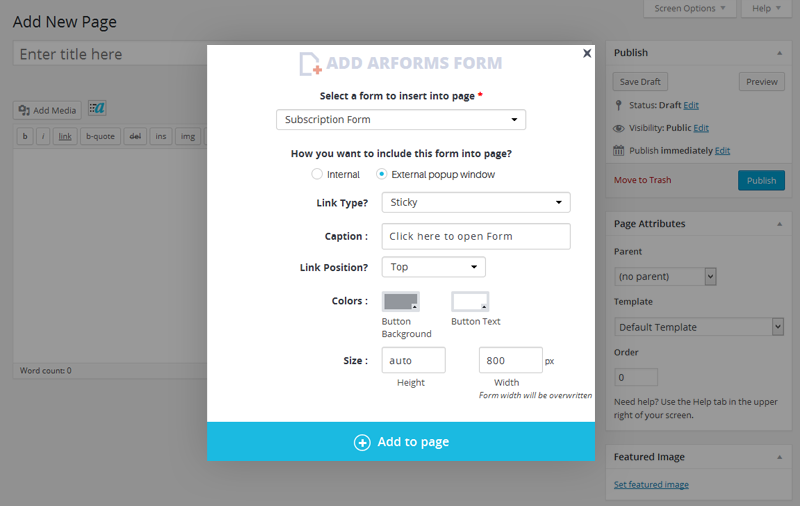 Screen Options
Help
Add New Page
Enter title here
Add Media
b
i
link
b-quote
del
ins
img
Word count: 0
ADD ARFORMS FORM
Select a form to insert into page *
Subscription Form
How you want to include this form into page?
Internal
External popup window
Link Type?
Sticky
Caption :
Click here to open Form
Link Position?
Top
Colors :
Button
Background
Button Text
Size :
auto
800
px
Height
Width
Form width will be overwritten
Add to page
Publish
Save Draft
Preview
Status: Draft Edit
Visibility: Public Edit
Publish immediately Edit
Move to Trash
Publish
Page Attributes
Parent
(no parent)
Template
Default Template
Order
0
Need help? Use the Help tab in the upper
right of your screen.
Featured Image
Set featured image